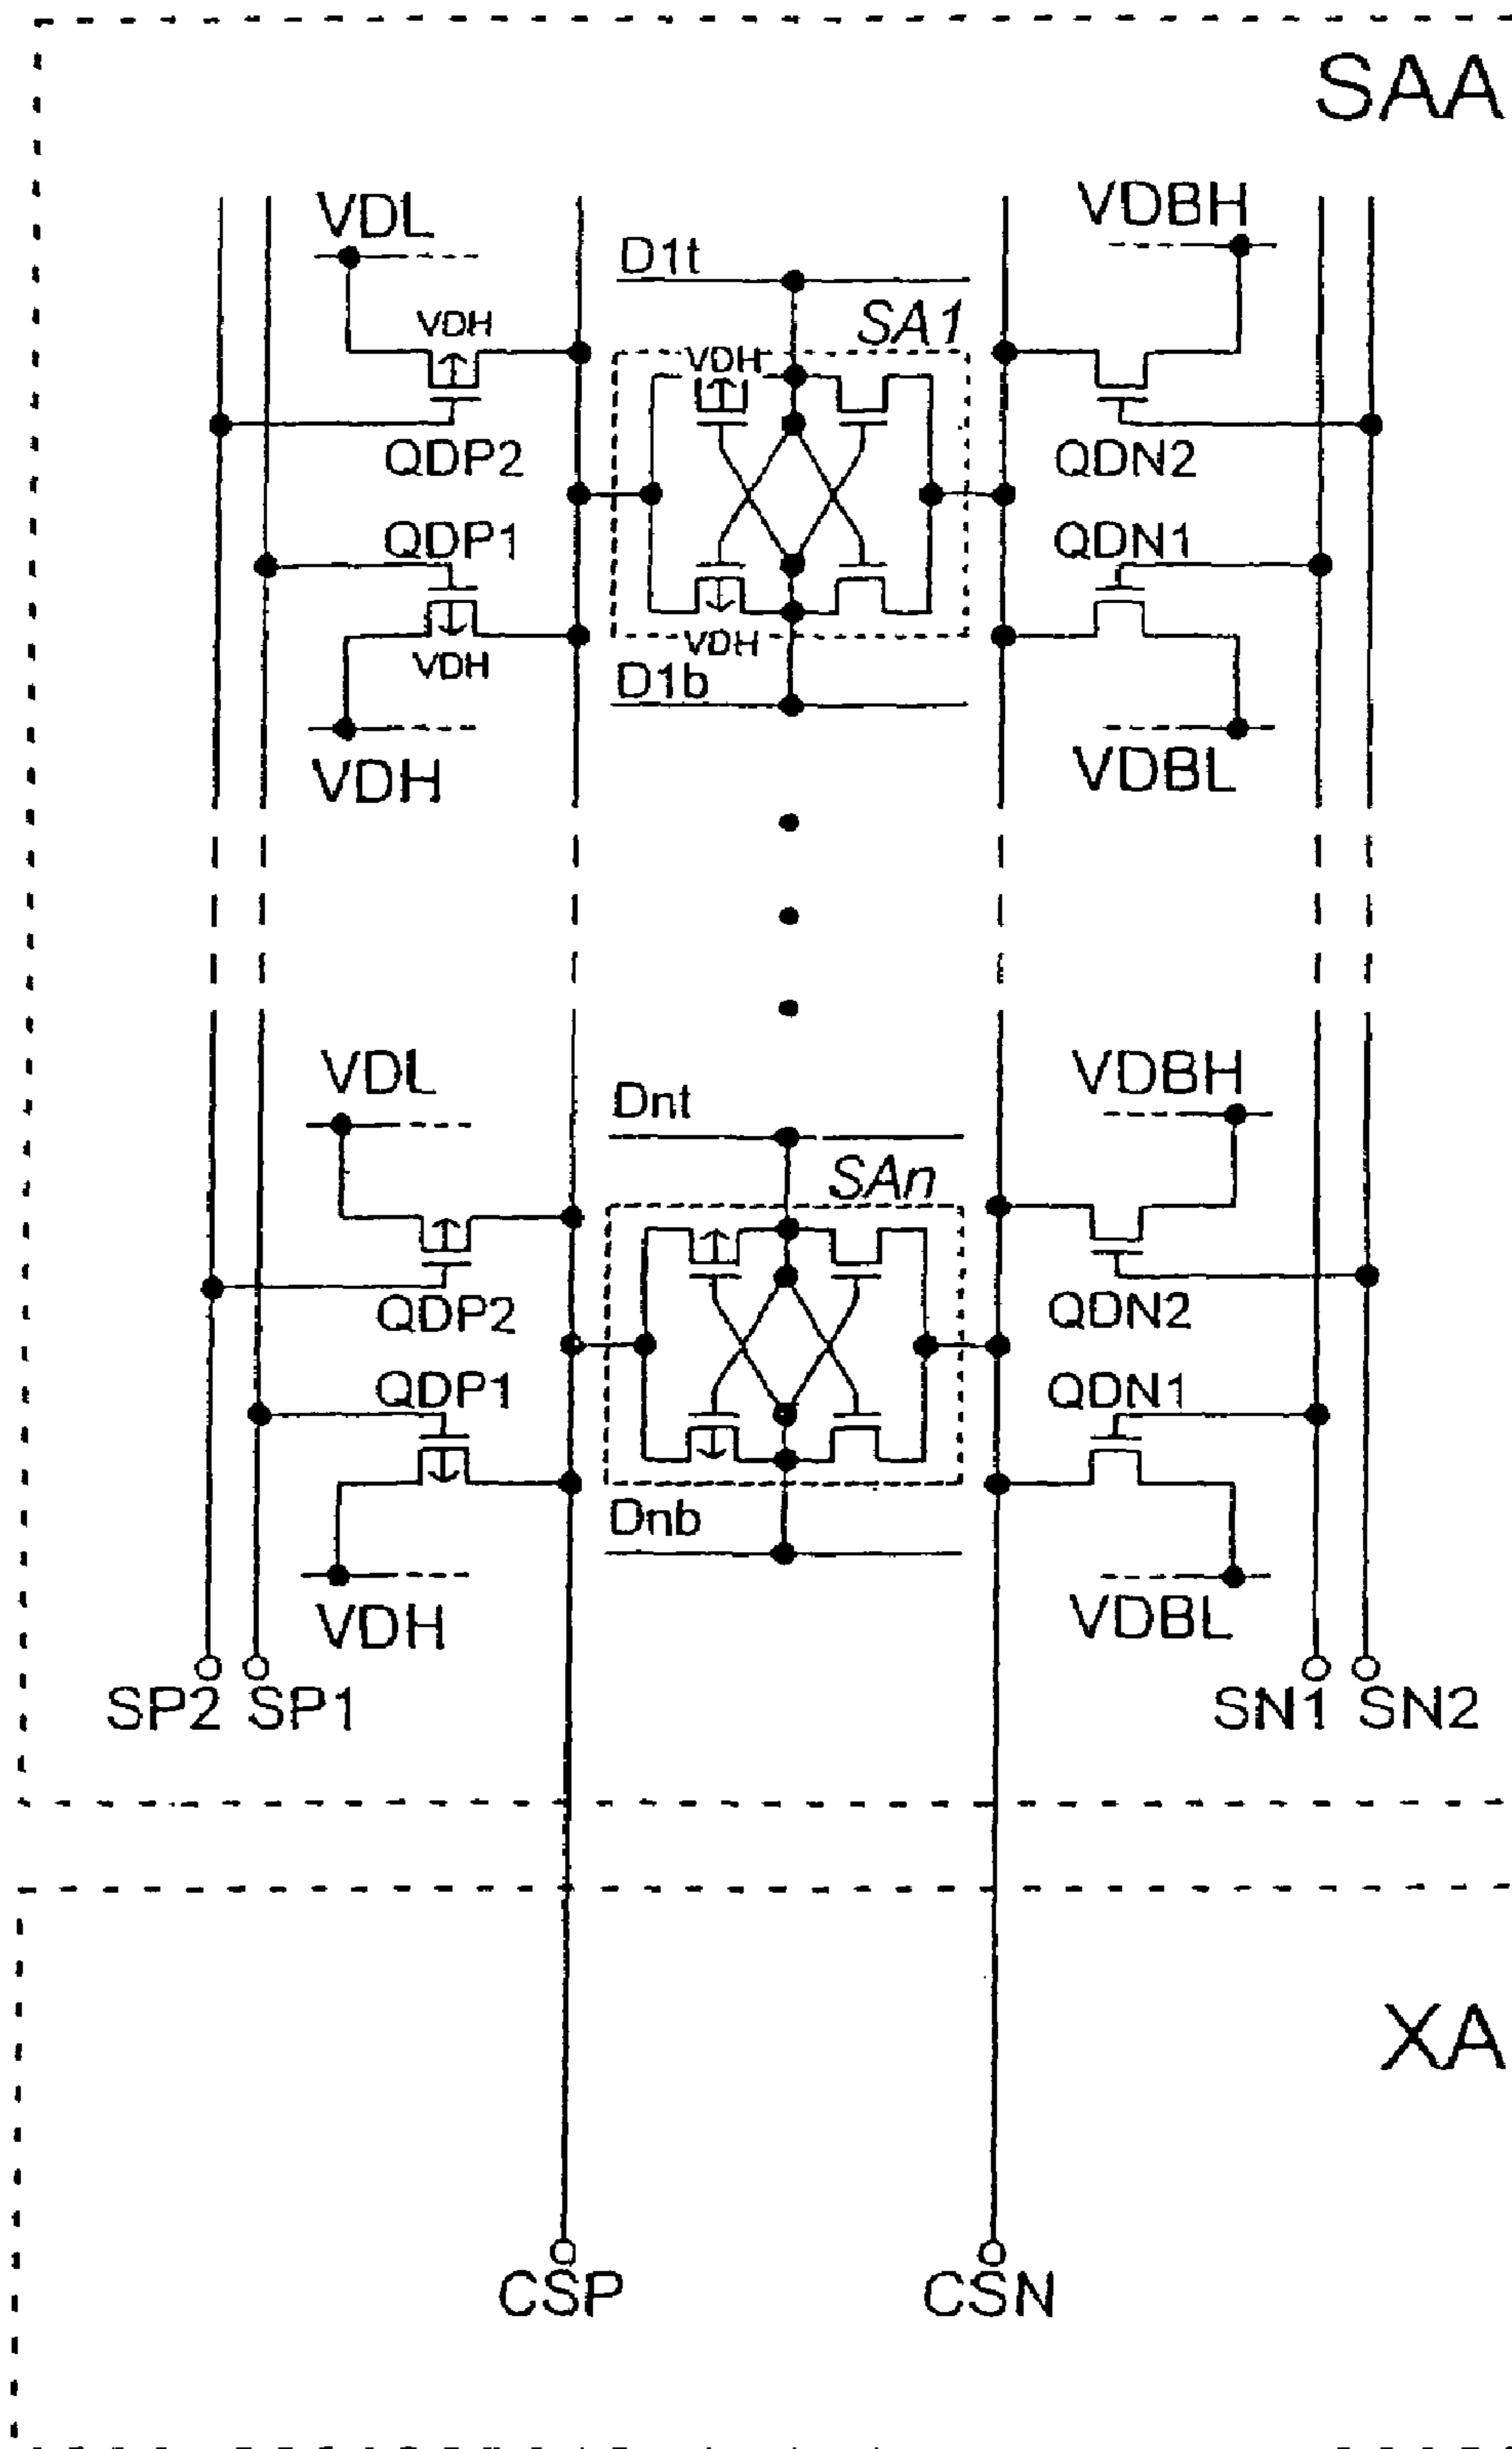 SAA
VDL
VDBH
D1t
SA1
VDH
VDH
QDP2
QDN2
QDP1
QDN1
VDH
VDH
D1b
VDH
VDBL
VDL
VDBH
Dnt
SAn
QDP2
QDN2
QDP1
QDN1
Dnb
VDH
VDBL
SP2 SP1
SN1 SN2
XA
CSP
CSN